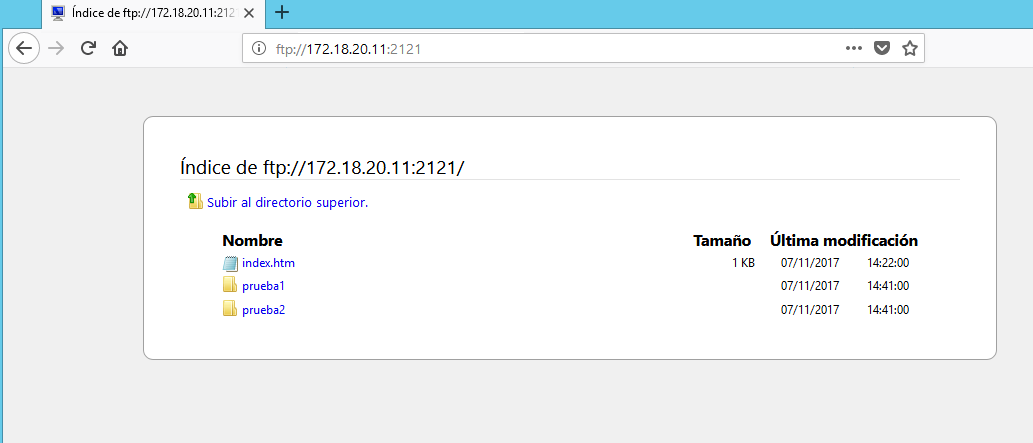 Índice de ftp://172.18.20.11:212
ftp://172.18.20.11:2121
Índice de ftp://172.18.20.11:2121/
Subir al directorio superior.
Nombre Tamaño Última modificación
index.htm 1 KB 07/11/2017 14:22:00
prueba1 07/11/2017 14:41:00
prueba2 07/11/2017 14:41:00